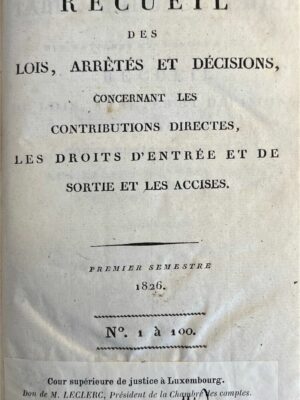 RECUEIL
DES
LOIS, ARRÊTÉS ET DÉCISIONS,
CONCERNANT LES
CONTRIBUTIONS DIRECTES,
LES DROITS D'ENTRÉE ET DE
SORTIE ET LES ACCISES.
PREMIER SEMESTRE
1826.
Nº. 1 à 100.
Cour supérieure de justice à Luxembourg.
Don de M. LECLERC, Président de la Chambre des comptes.